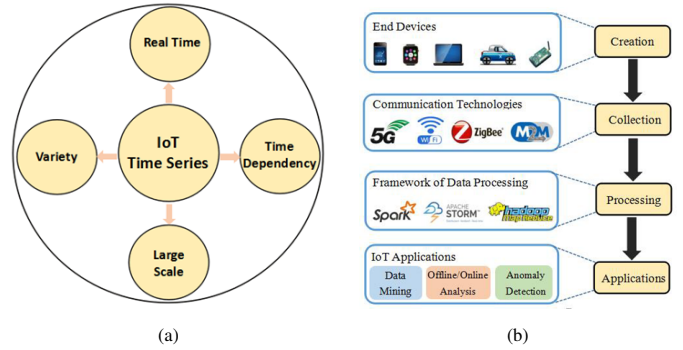 Real Time
Variety
IoT
Time Series
Time
Dependency
Large
Scale
(a)
End Devices
Creation
Communication Technologies
5G
WiFi
ZigBee
M2M
Collection
Framework of Data Processing
Spark
APACHE
STORM
hadoop
MapReduce
Processing
IoT Applications
Data
Mining
Offline/Online
Analysis
Anomaly
Detection
Applications
(b)